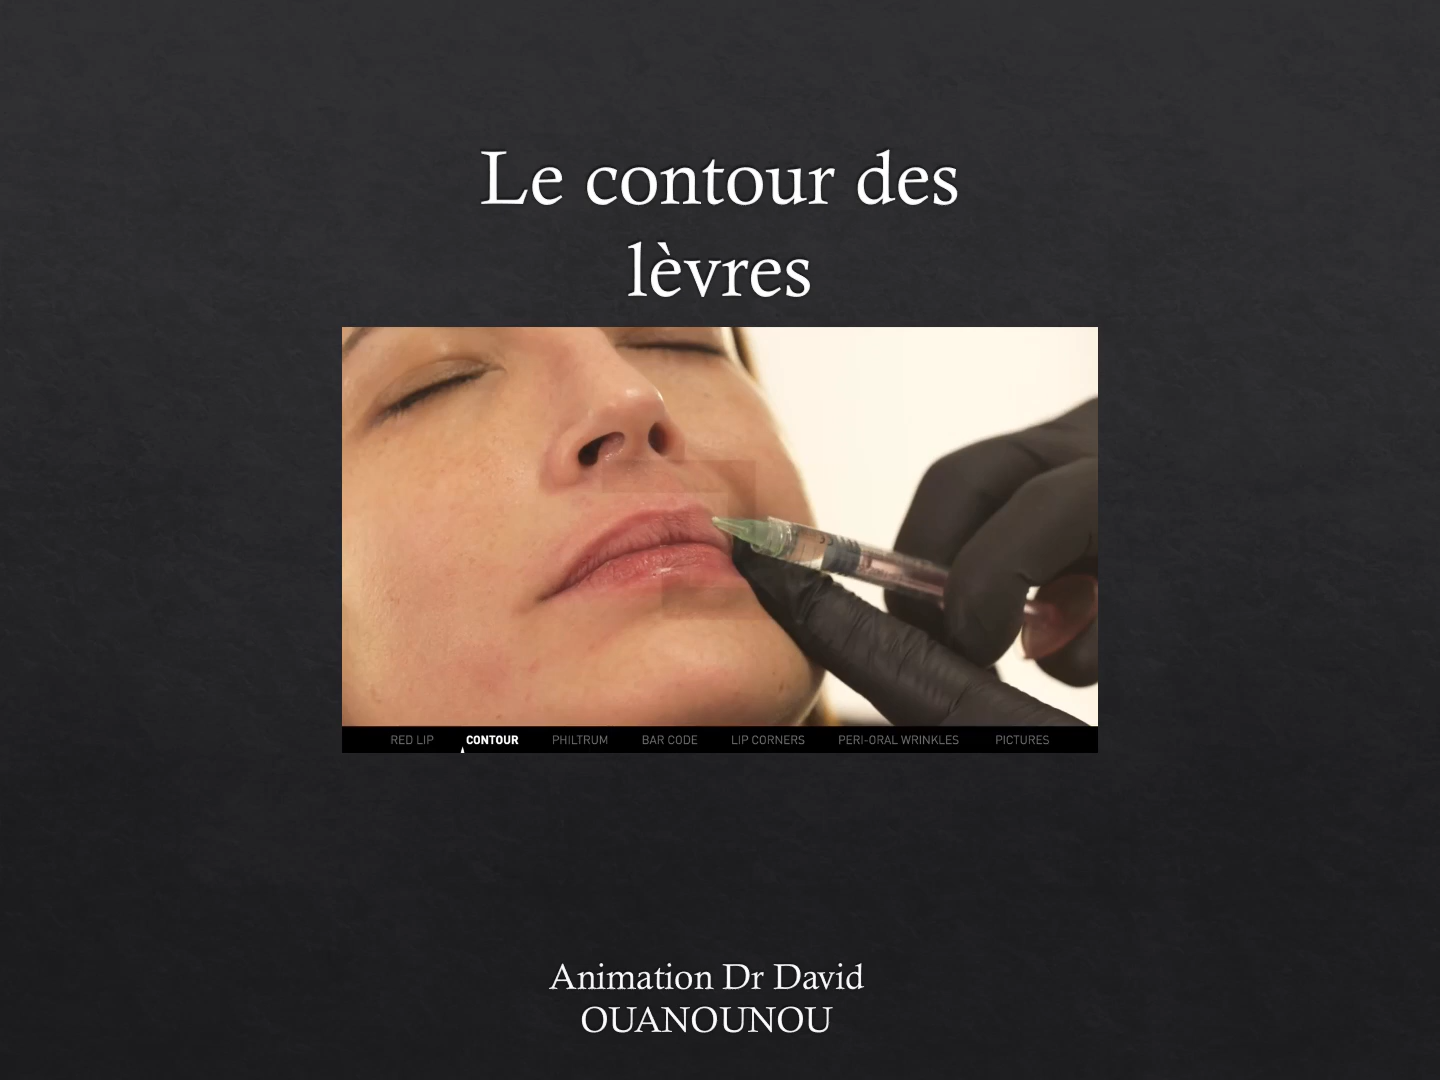 Le contour des
lèvres
RED LIP CONTOUR PHILTRUM BAR CODE LIP CORNERS PERI-ORAL WRINKLES PICTURES
Animation Dr David
OUANOUNOU